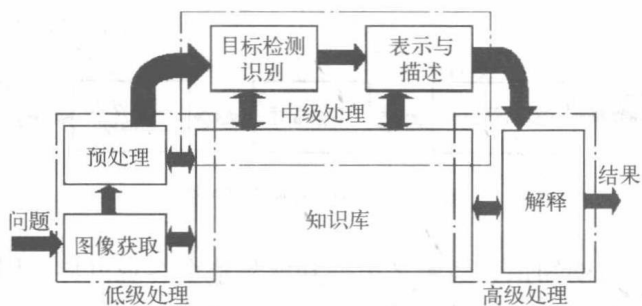 目标检测
识别
表示与
描述
中级处理
预处理
知识库
解释
结果
问题
图像获取
低级处理
高级处理